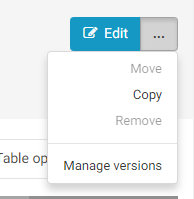 Edit ...
Move
Copy
Remove
Table op
Manage versions